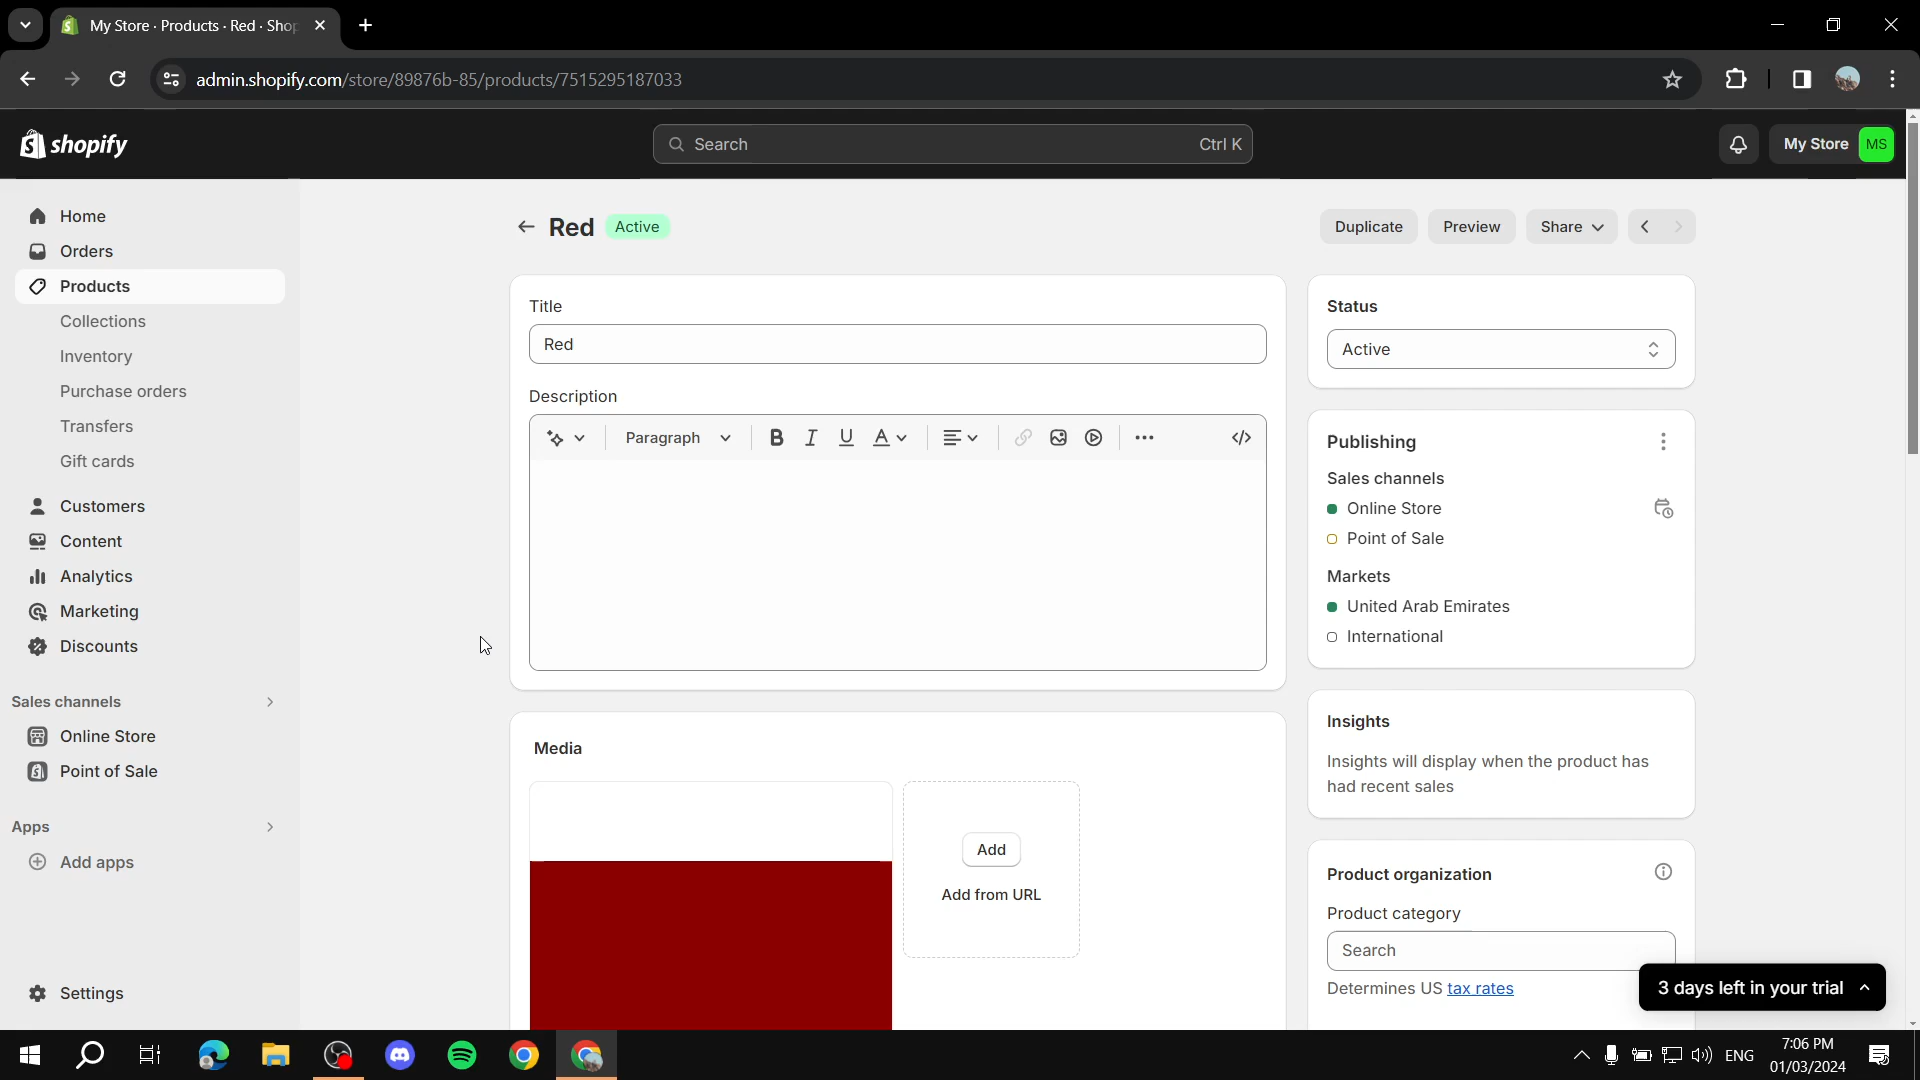 My Store · Products · Red · Shop
admin.shopify.com/store/89876b-85/products/7515295187033
shopify
Search
Ctrl K
My Store
MS
Home
Orders
Products
Collections
Inventory
Purchase orders
Transfers
Gift cards
Customers
Content
Analytics
Marketing
Discounts
Sales channels
Online Store
Point of Sale
Apps
Add apps
Settings
Red
Active
Duplicate
Preview
Share
Title
Red
Description
Paragraph
B
I
U
A
Media
Add
Add from URL
Status
Active
Publishing
Sales channels
Online Store
Point of Sale
Markets
United Arab Emirates
International
Insights
Insights will display when the product has
had recent sales
Product organization
Product category
Search
Determines US tax rates
3 days left in your trial
ENG
7:06 PM
01/03/2024